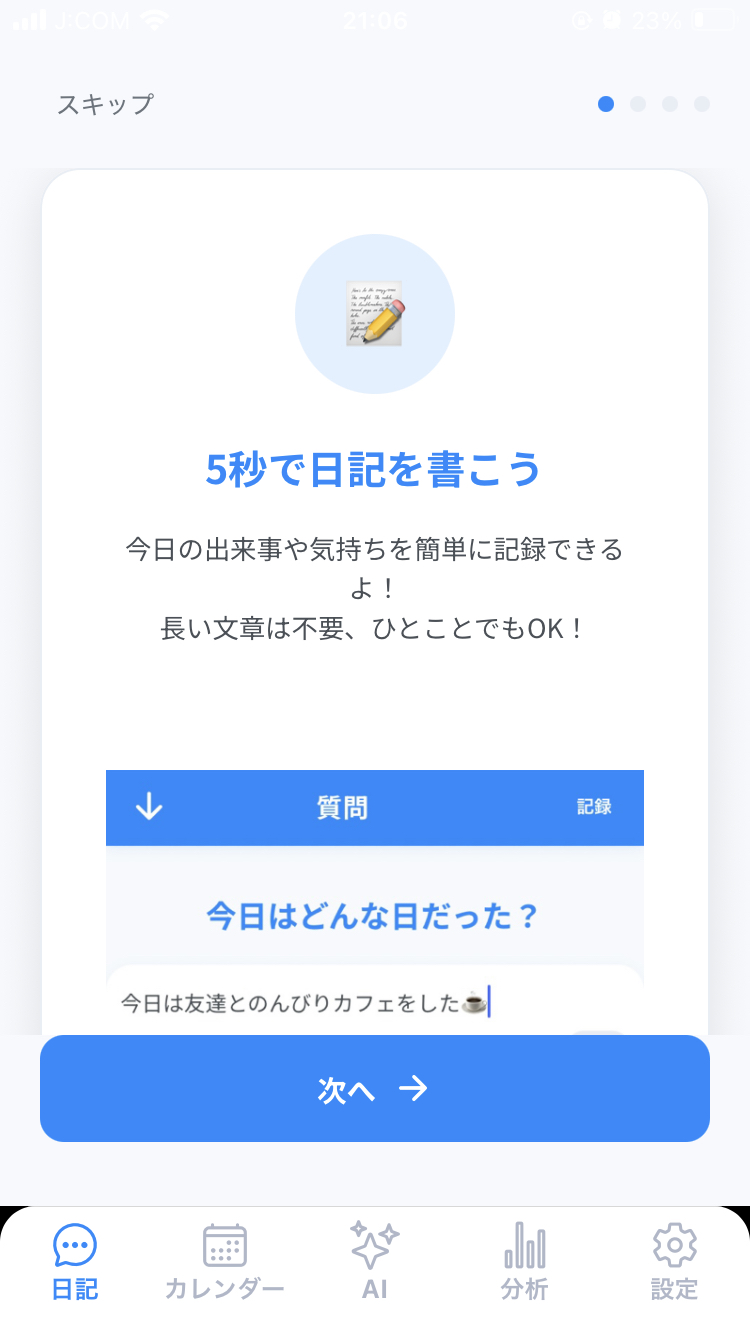 J:COM
21:06
23%
スキップ
5秒で日記を書こう
今日の出来事や気持ちを簡単に記録できる
よ！
長い文章は不要、ひとことでもOK！
質問
記録
今日はどんな日だった？
今日は友達とのんびりカフェをした☕
次へ →
日記
カレンダー
AI
分析
設定